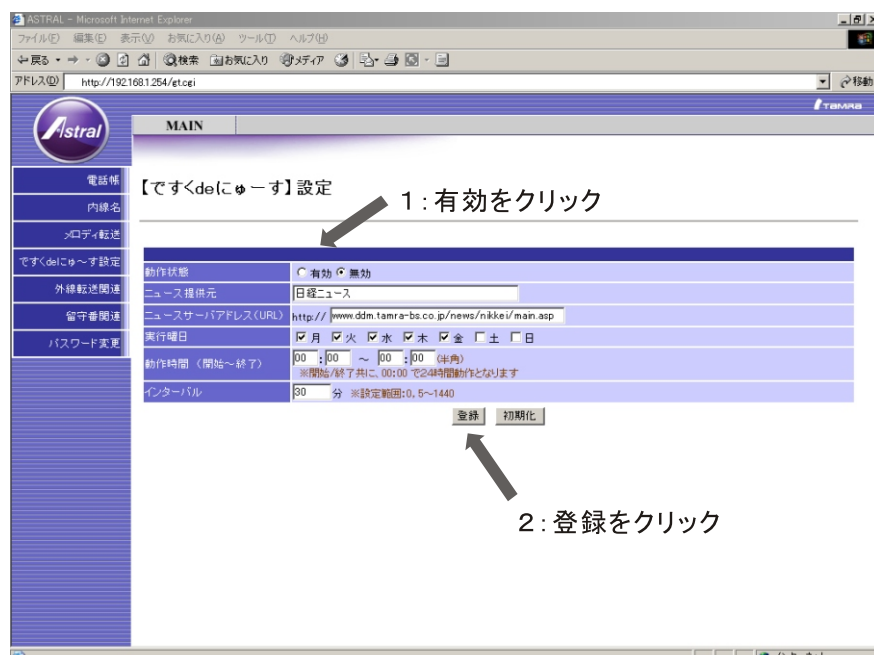 ASTRAL - Microsoft Internet Explorer
ファイル(F) 編集(E) 表示(V) お気に入り(A) ツール(T) ヘルプ(H)
戻る 検索 お気に入り メディア
アドレス(D) http://192.168.1.254/et.cgi 移動
TAMRA
Astral
MAIN
電話帳
内線名
メロディ転送
ですくdeにゅ～す設定
外線転送関連
留守番関連
パスワード変更
【ですくdeにゅーす】設定
1:有効をクリック
動作状態 有効 無効
ニュース提供元 日経ニュース
ニュースサーバアドレス(URL) http:// www.ddm.tamra-bs.co.jp/news/nikkei/main.asp
実行曜日 月 火 水 木 金 土 日
動作時間（開始～終了） 00 : 00 ～ 00 : 00 (半角)
※開始/終了共に、00:00 で24時間動作となります
インターバル 30 分 ※設定範囲:0, 5～1440
登録 初期化
2:登録をクリック